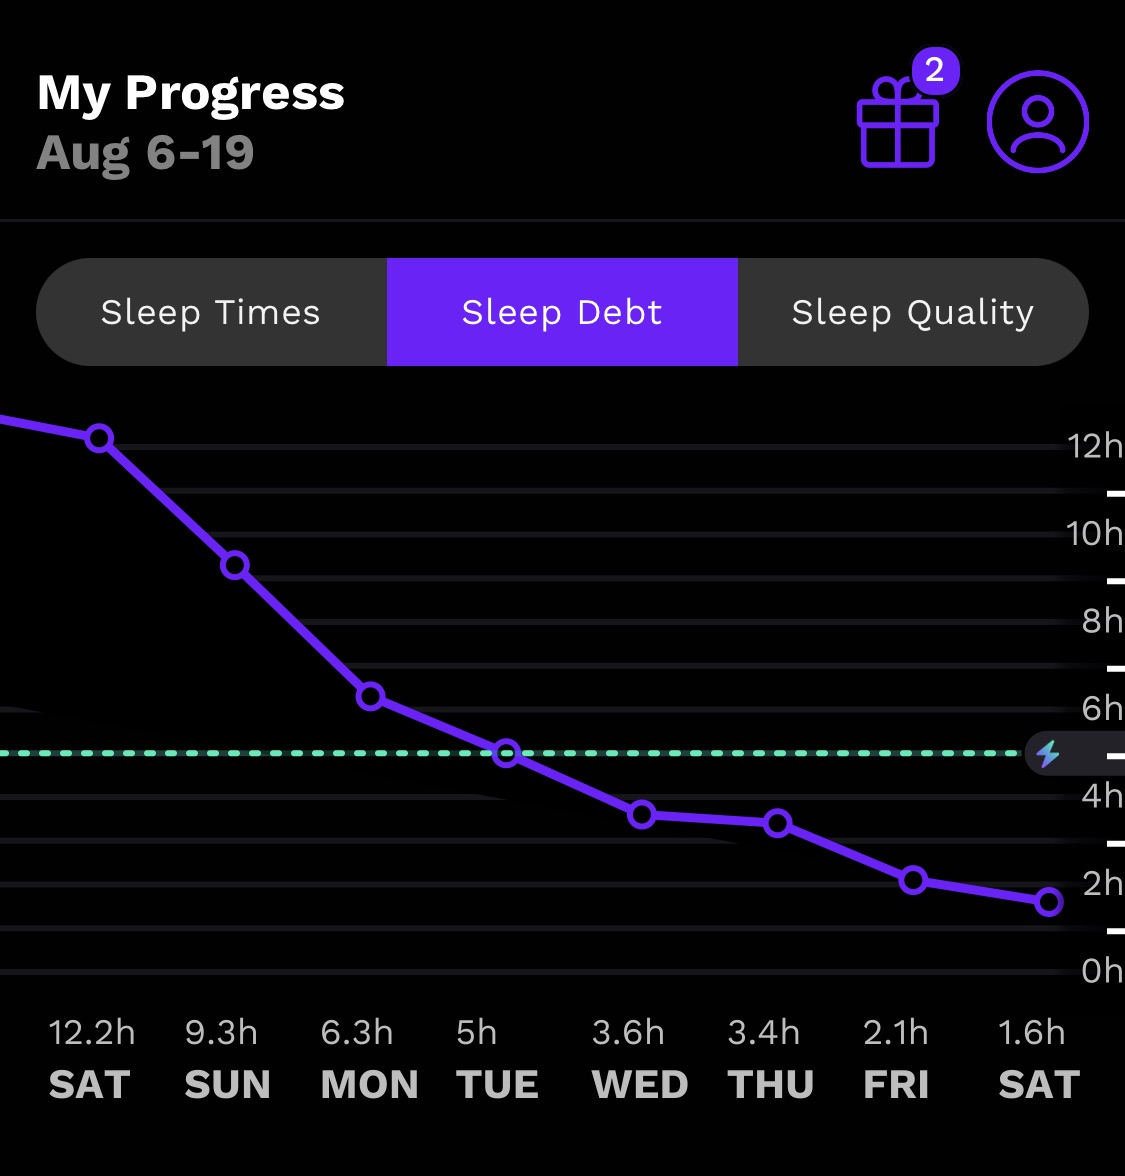 My Progress
2
Aug 6-19
Sleep Times Sleep Debt Sleep Quality
12h
10h
8h
6h
4h
2h
0h
12.2h 9.3h 6.3h 5h 3.6h 3.4h 2.1h 1.6h
SAT SUN MON TUE WED THU FRI SAT